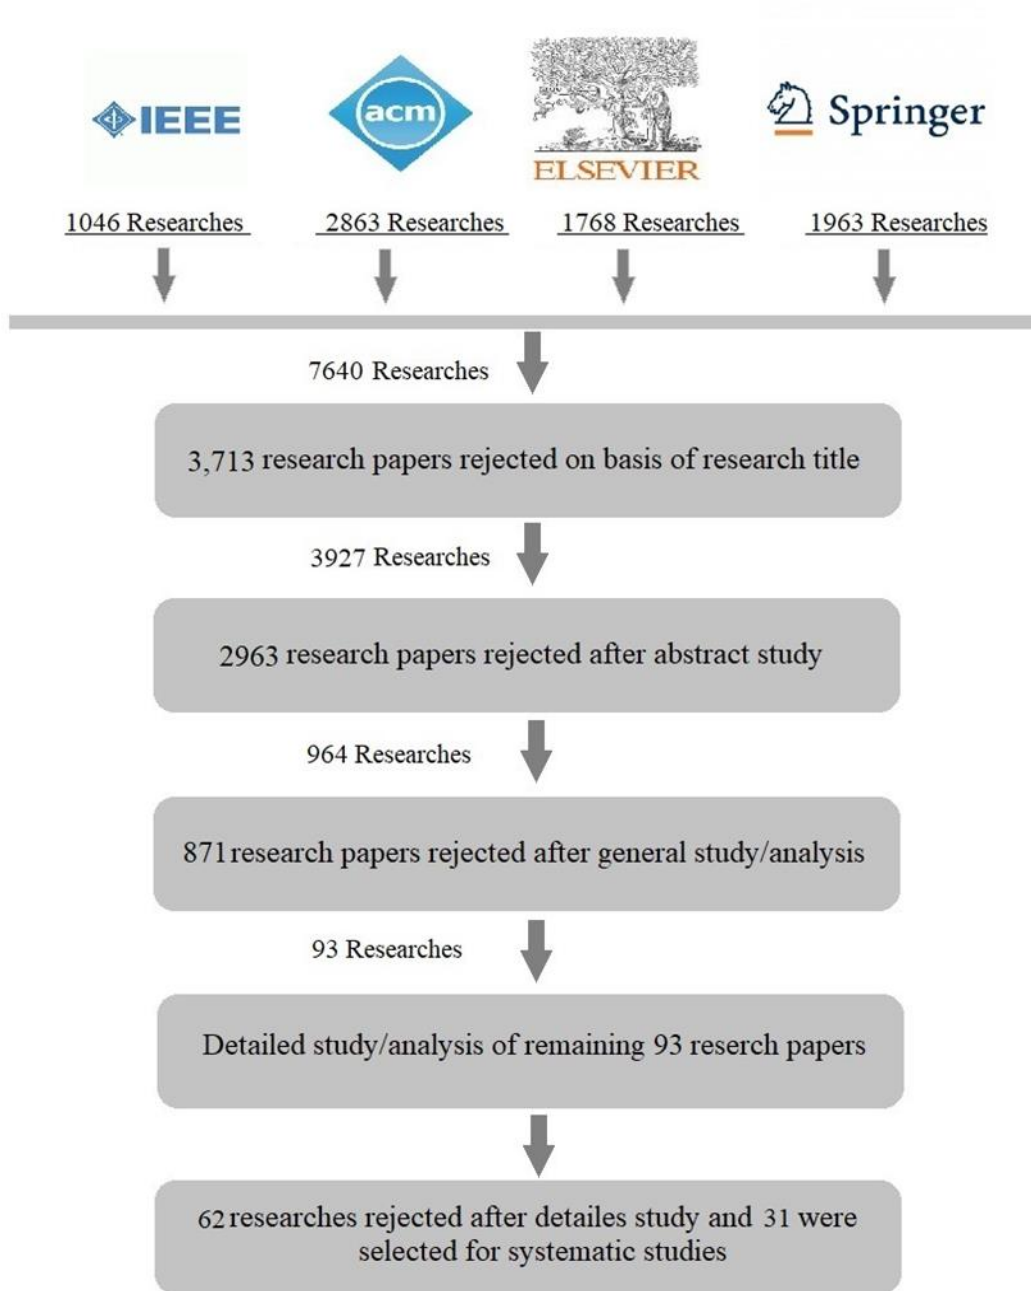 IEEE
acm
ELSEVIER
Springer
1046 Researches
2863 Researches
1768 Researches
1963 Researches
7640 Researches
3,713 research papers rejected on basis of research title
3927 Researches
2963 research papers rejected after abstract study
964 Researches
871 research papers rejected after general study/analysis
93 Researches
Detailed study/analysis of remaining 93 reserch papers
62 researches rejected after detailes study and 31 were
selected for systematic studies